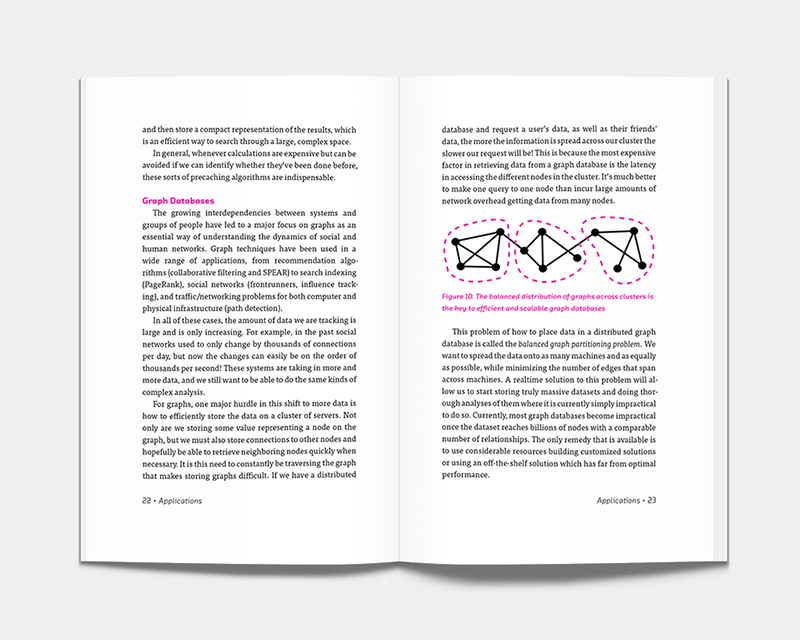 and then store a compact representation of the results, which
is an efficient way to search through a large, complex space.
In general, whenever calculations are expensive but can be
avoided if we can identify whether they've been done before,
these sorts of precaching algorithms are indispensable.
Graph Databases
The growing interdependencies between systems and
groups of people have led to a major focus on graphs as an
essential way of understanding the dynamics of social and
human networks. Graph techniques have been used in a
wide range of applications, from recommendation algo-
rithms (collaborative filtering and SPEAR) to search indexing
(PageRank), social networks (frontrunners, influence track-
ing), and traffic/networking problems for both computer and
physical infrastructure (path detection).
In all of these cases, the amount of data we are tracking is
large and is only increasing. For example, in the past social
networks used to only change by thousands of connections
per day, but now the changes can easily be on the order of
thousands per second! These systems are taking in more and
more data, and we still want to be able to do the same kinds of
complex analysis.
For graphs, one major hurdle in this shift to more data is
how to efficiently store the data on a cluster of servers. Not
only are we storing some value representing a node on the
graph, but we must also store connections to other nodes and
hopefully be able to retrieve neighboring nodes quickly when
necessary. It is this need to constantly be traversing the graph
that makes storing graphs difficult. If we have a distributed
22 • Applications
database and request a user's data, as well as their friends'
data, the more the information is spread across our cluster the
slower our request will be! This is because the most expensive
factor in retrieving data from a graph database is the latency
in accessing the different nodes in the cluster. It's much better
to make one query to one node than incur large amounts of
network overhead getting data from many nodes.
Figure 10. The balanced distribution of graphs across clusters is
the key to efficient and scalable graph databases
This problem of how to place data in a distributed graph
database is called the balanced graph partitioning problem. We
want to spread the data onto as many machines and as equally
as possible, while minimizing the number of edges that span
across machines. A realtime solution to this problem will al-
low us to start storing truly massive datasets and doing thor-
ough analyses of them where it is currently simply impractical
to do so. Currently, most graph databases become impractical
once the dataset reaches billions of nodes with a comparable
number of relationships. The only remedy that is available is
to use considerable resources building customized solutions
or using an off-the-shelf solution which has far from optimal
performance.
Applications • 23